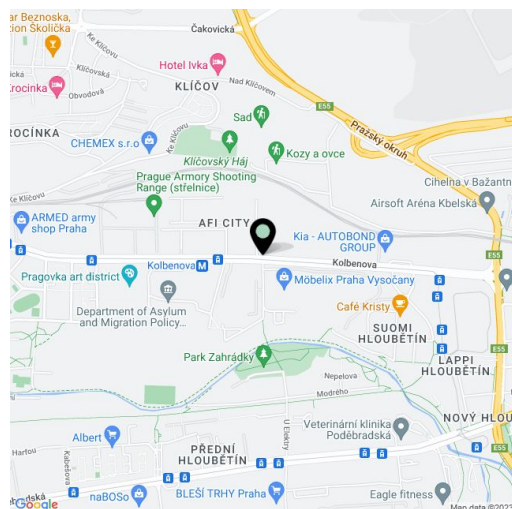 Čakovická
ar Beznoska,
tion Školička
Ke Klíčovu
Hotel Ivka
Klíčovská
Nad Klíčovem
KLÍČOV
Krocinka
Obvodová
E55
Sad
Pražský okruh
ROCÍNKA
CHEMEX s.r.o
Ke Klíčovu
Klíčovský Háj
Kozy a ovce
Prague Armory Shooting
Range (střelnice)
Cihelna v Bažantn
Ke Klíčovu
Airsoft Aréna Kbelská
ARMED army
shop Praha
AFI CITY
Kia - AUTOBOND
GROUP
E55
Kolbenova
M
Kolbenova
Pragovka art district
Möbelix Praha Vysočany
Department of Asylum
and Migration Policy...
Café Kristy
SUOMI
HLOUBĚTÍN
Park Zahrádky
LAPPI
HLOUBĚTÍN
E55
Nepelova
Modrého
NOVÝ HLOU
U Elektry
Veterinární klinika
Poděbradská
Albert
Harfou
Kabešova
PŘEDNÍ
HLOUBĚTÍN
naBOSo
BLEŠÍ TRHY Praha
Eagle fitness
Google
Map data ©2023